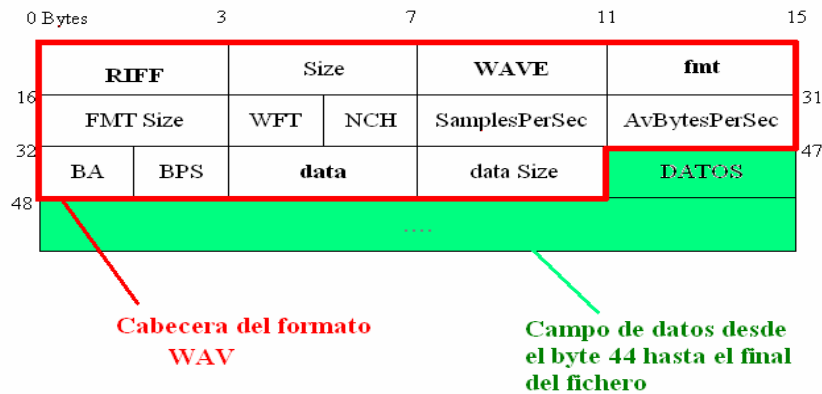 0 Bytes 3 7 11 15
RIFF Size WAVE fmt
16 31
FMT Size WFT NCH SamplesPerSec AvBytesPerSec
32 47
BA BPS data data Size DATOS
48
....
Cabecera del formato
WAV
Campo de datos desde
el byte 44 hasta el final
del fichero